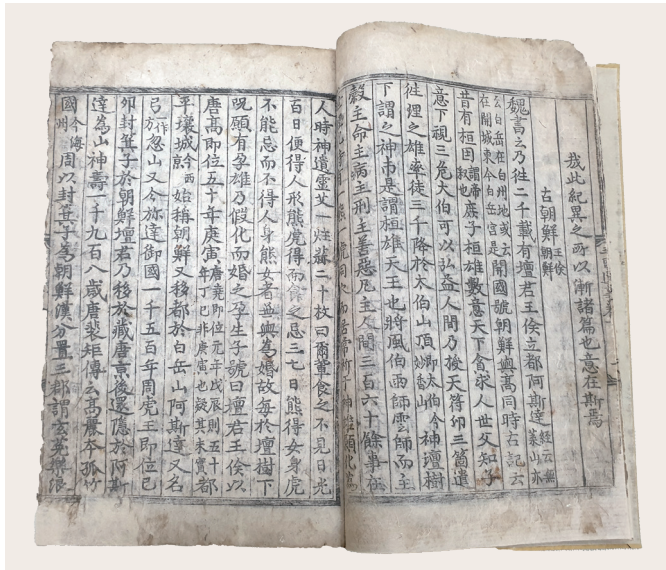 哉此紀異之所以漸諸篇也意在斯焉
古朝鮮王儉朝鮮
魏書云乃徃二千載有壇君王儉立都阿斯達經云無葉山亦
云白岳在白州地或云在開城東今白岳宮是開國號朝鮮與高同時古記云
昔有桓因謂帝釋也庶子桓雄數意天下貪求人世父知子
意下視三危太伯可以弘益人間乃授天符印三箇遣
徃理之雄率徒三千降於太伯山頂即太伯今妙香山神壇樹
下謂之神市是謂桓雄天王也將風伯雨師雲師而主
穀主命主病主刑主善惡凡主人間三百六十餘事在
人時神遺靈艾一炷蒜二十枚曰爾輩食之不見日光
百日便得人形熊虎得而食之忌三七日熊得女身虎
不能忌而不得人身熊女者無與為婚故每於壇樹下
呪願有孕雄乃假化而婚之孕生子號曰壇君王儉以
唐高即位五十年庚寅唐堯即位元年戊辰則五十年丁巳非庚寅也疑其未實都
平壤城今西京始稱朝鮮又移都於白岳山阿斯達又名
弓一作方忽山又今旀達御國一千五百年周虎王即位己
卯封箕子於朝鮮壇君乃移於藏唐京後還隱於阿斯
達為山神壽一千九百八歲唐裴矩傳云高麗本孤竹
國今海州周以封箕子為朝鮮漢分置三郡謂玄菟樂浪